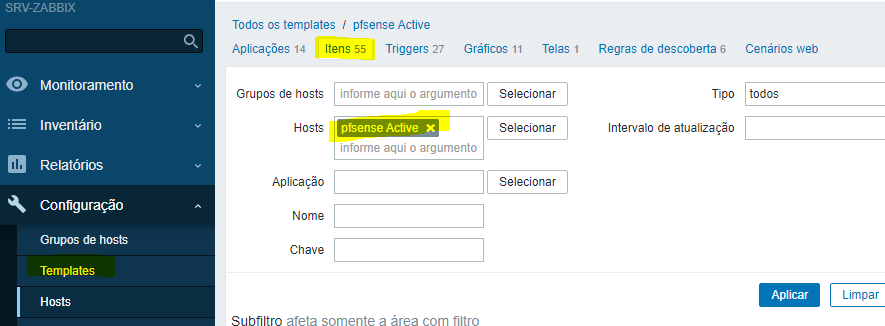 SRV-ZABBIX
Monitoramento
Inventário
Relatórios
Configuração
Grupos de hosts
Templates
Hosts
Todos os templates / pfsense Active
Aplicações 14 Itens 55 Triggers 27 Gráficos 11 Telas 1 Regras de descoberta 6 Cenários web
Grupos de hosts informe aqui o argumento Selecionar Tipo todos
Hosts pfsense Active Selecionar Intervalo de atualização
informe aqui o argumento
Aplicação Selecionar
Nome
Chave
Aplicar Limpar
Subfiltro afeta somente a área com filtro